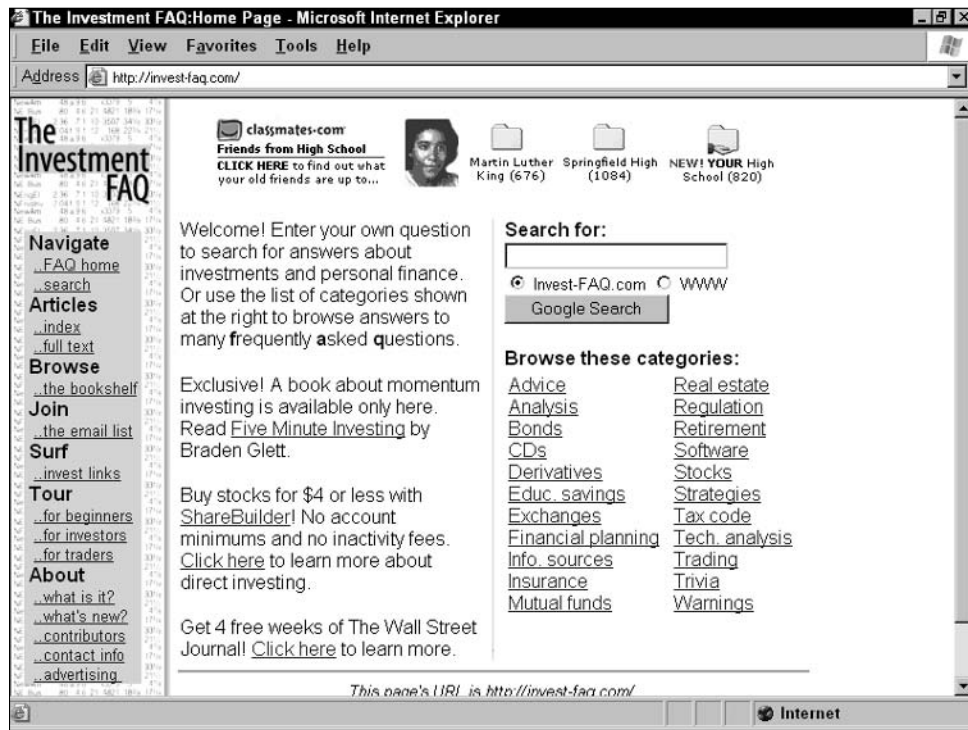 The Investment FAQ:Home Page - Microsoft Internet Explorer
File Edit View Favorites Tools Help
Address http://invest-faq.com/
The
Investment
FAQ
classmates.com
Friends from High School
CLICK HERE to find out what
your old friends are up to...
Martin Luther
King (676)
Springfield High
(1084)
NEW! YOUR High
School (820)
Navigate
...FAQ home
...search
Articles
...index
...full text
Browse
...the bookshelf
Join
...the email list
Surf
...invest links
Tour
...for beginners
...for investors
...for traders
About
...what is it?
...what's new?
...contributors
...contact info
...advertising
Welcome! Enter your own question
to search for answers about
investments and personal finance.
Or use the list of categories shown
at the right to browse answers to
many frequently asked questions.
Exclusive! A book about momentum
investing is available only here.
Read Five Minute Investing by
Braden Glett.
Buy stocks for $4 or less with
ShareBuilder! No account
minimums and no inactivity fees.
Click here to learn more about
direct investing.
Get 4 free weeks of The Wall Street
Journal! Click here to learn more.
Search for:
Invest-FAQ.com WWW
Google Search
Browse these categories:
Advice
Analysis
Bonds
CDs
Derivatives
Educ. savings
Exchanges
Financial planning
Info. sources
Insurance
Mutual funds
Real estate
Regulation
Retirement
Software
Stocks
Strategies
Tax code
Tech. analysis
Trading
Trivia
Warnings
This page's URL is http://invest-faq.com/
Internet